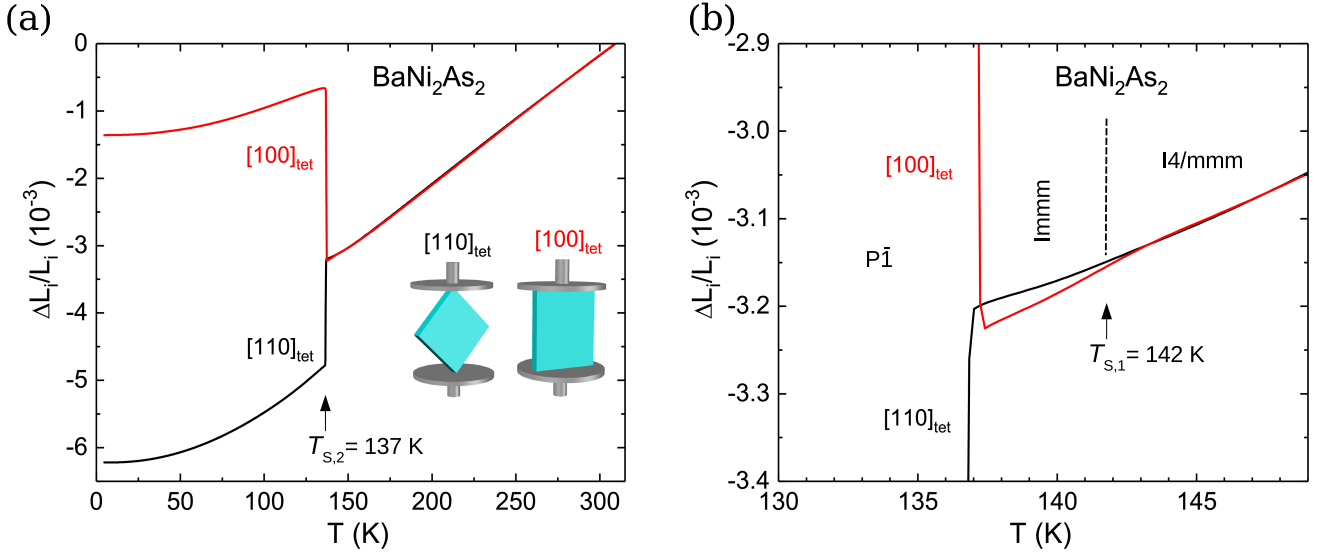 (a)
BaNi₂As₂
[100]tet
[110]tet
[100]tet
[110]tet
T_S,2 = 137 K
0
-1
-2
-3
-4
-5
-6
0 50 100 150 200 250 300
ΔLᵢ/Lᵢ (10⁻³)
T (K)
(b)
BaNi₂As₂
I4/mmm
[100]tet
Immm
P1̄
T_S,1 = 142 K
[110]tet
-2.9
-3.0
-3.1
-3.2
-3.3
-3.4
130 135 140 145
ΔLᵢ/Lᵢ (10⁻³)
T (K)